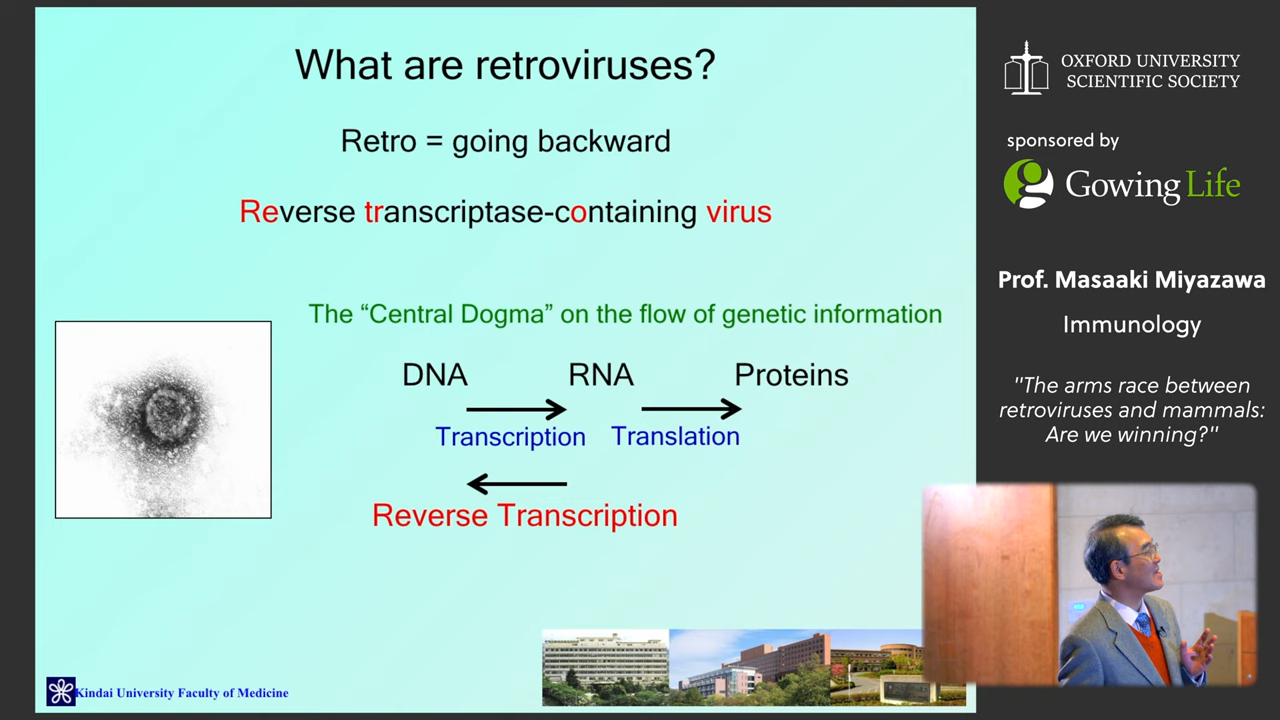 What are retroviruses?
Retro = going backward
Reverse transcriptase-containing virus
The “Central Dogma” on the flow of genetic information
DNA RNA Proteins
Transcription Translation
Reverse Transcription
Kindai University Faculty of Medicine
OXFORD UNIVERSITY
SCIENTIFIC SOCIETY
sponsored by
Gowing Life
Prof. Masaaki Miyazawa
Immunology
"The arms race between
retroviruses and mammals:
Are we winning?"